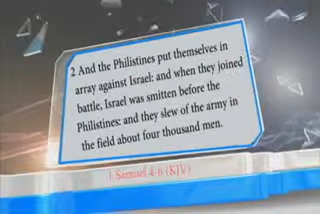 2 And the Philistines put themselves in
array against Israel: and when they joined
battle, Israel was smitten before the
Philistines: and they slew of the army in
the field about four thousand men.
1 Samuel 4-6 (KJV)